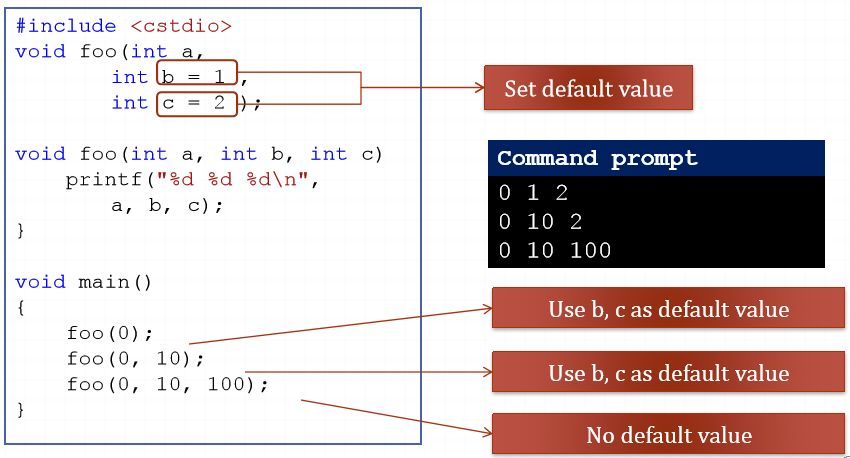 #include <cstdio>
void foo(int a,
int b = 1 ,
int c = 2 );
void foo(int a, int b, int c)
printf("%d %d %d\n",
a, b, c);
}
void main()
{
foo(0);
foo(0, 10);
foo(0, 10, 100);
}
Set default value
Command prompt
0 1 2
0 10 2
0 10 100
Use b, c as default value
Use b, c as default value
No default value